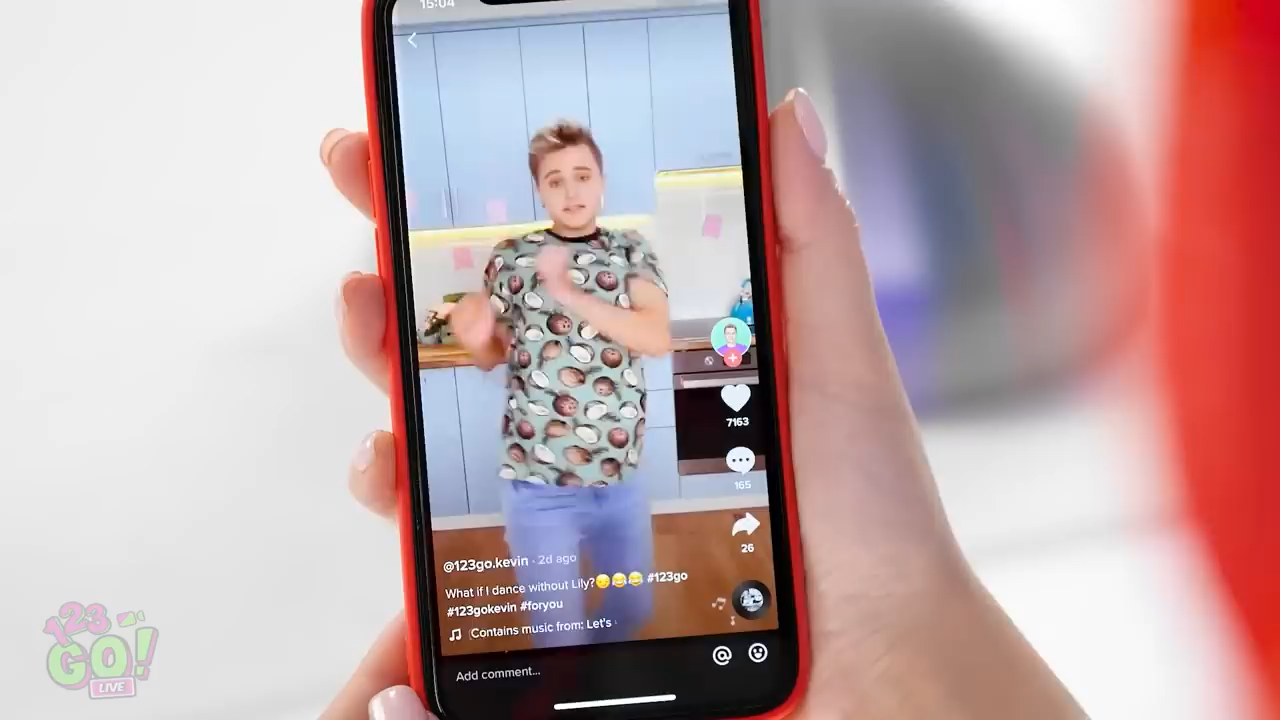 15:04
7163
165
26
@123go.kevin · 2d ago
What if I dance without Lily?😏😂😂 #123go
#123gokevin #foryou
Contains music from: Let's
Add comment...
123
GO!
LIVE